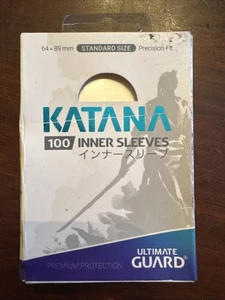 64 × 89 mm STANDARD SIZE Precision-Fit
KATANA
100 INNER SLEEVES
インナースリーブ
PREMIUM PROTECTION
ULTIMATE
GUARD